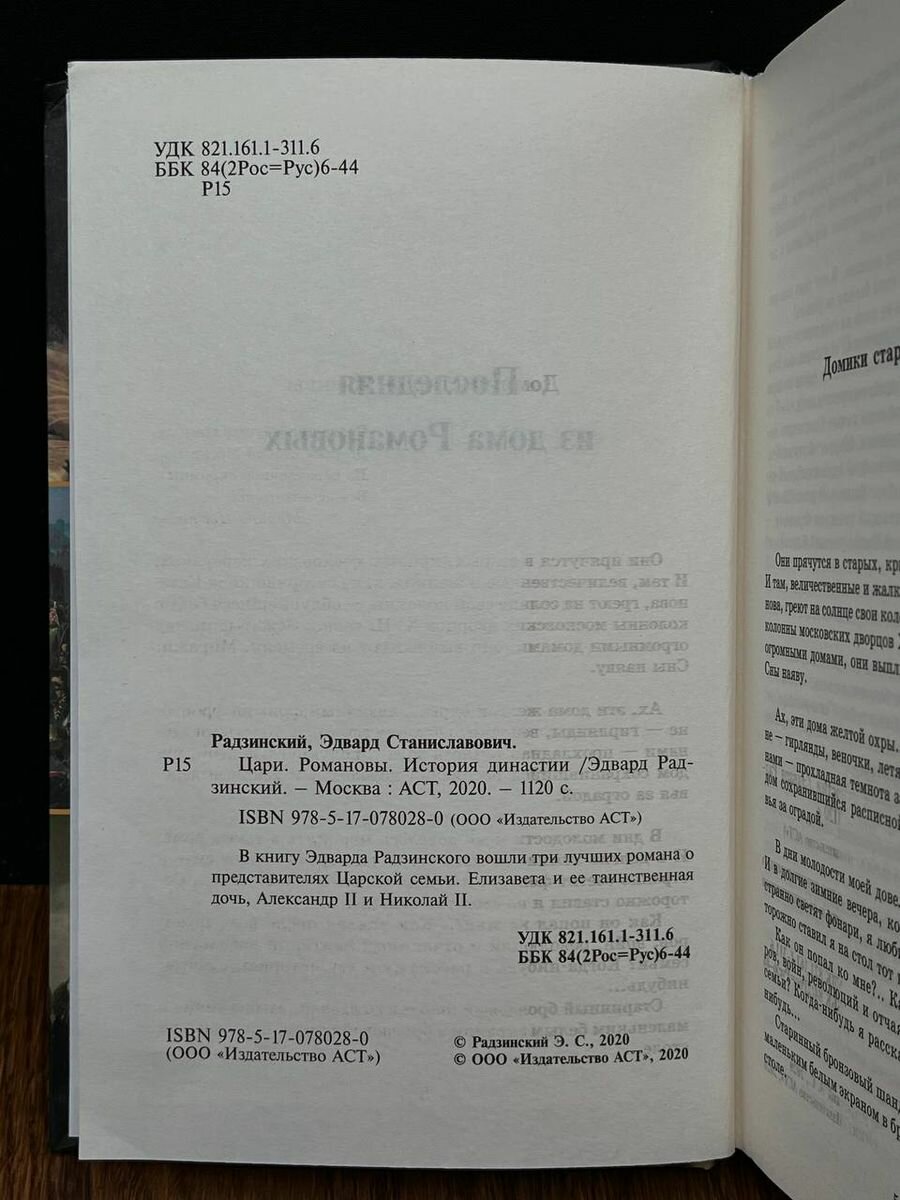 УДК 821.161.1-311.6
ББК 84(2Рос=Рус)6-44
Р15
Последняя
из дома Романовых
Радзинский, Эдвард Станиславович.
Р15 Цари. Романовы. История династии /Эдвард Рад-
зинский. — Москва : АСТ, 2020. — 1120 с.
ISBN 978-5-17-078028-0 (ООО «Издательство АСТ»)
В книгу Эдварда Радзинского вошли три лучших романа о
представителях Царской семьи. Елизавета и ее таинственная
дочь, Александр II и Николай II.
УДК 821.161.1-311.6
ББК 84(2Рос=Рус)6-44
ISBN 978-5-17-078028-0
(ООО «Издательство АСТ»)
© Радзинский Э. С., 2020
© ООО «Издательство АСТ», 2020
Домики стар
Они прячутся в старых, кр
И там, величественные и жалк
нова, греют на солнце свои кол
колонны московских дворцов
огромными домами, они выпл
Сны наяву.
Ах, эти дома желтой охры,
не – гирлянды, веночки, летя
нами – прохладная темнота за
дом сохранившийся расписной
вья за оградой.
В дни молодости моей дове
И в долгие зимние вечера, ко
странно светят фонари, я люби
торожно ставил я на стол тот
Как он попал ко мне?.. Ка
ров, войн, революций и отчая
семьи? Когда-нибудь я расска
нибудь...
Старинный бронзовый шанд
маленьким белым экраном в бр
столе.